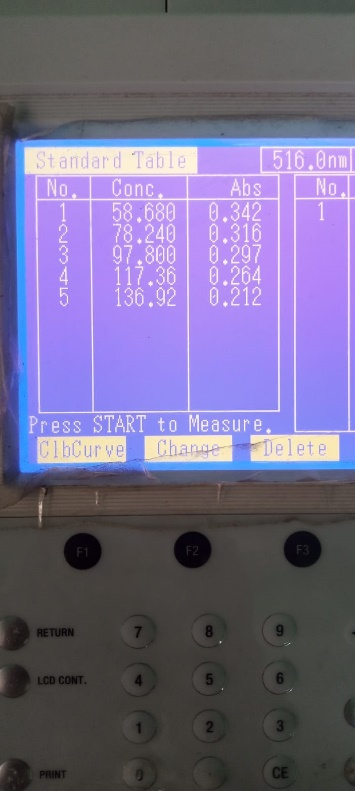 Standard Table 516.0nm
No. Conc. Abs No.
1 58.680 0.342 1
2 78.240 0.316
3 97.800 0.297
4 117.36 0.264
5 136.92 0.212
Press START to Measure.
ClbCurve Change Delete
F1 F2 F3
RETURN 7 8 9
LCD CONT. 4 5 6
1 2 3
PRINT 0 . CE